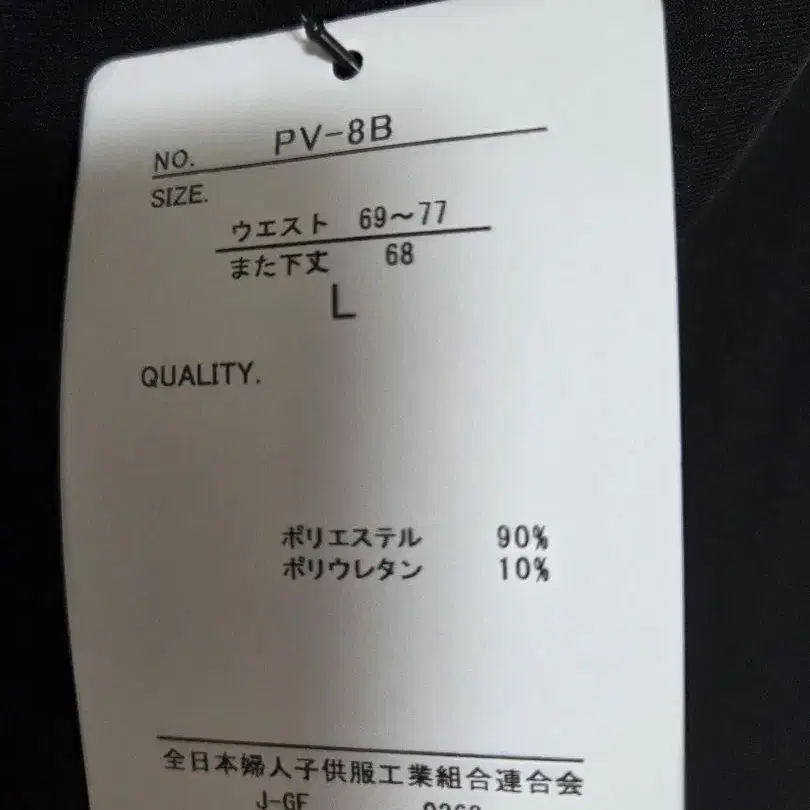 NO. PV-8B
SIZE.
ウエスト 69〜77
また下丈 68
L
QUALITY.
ポリエステル 90%
ポリウレタン 10%
全日本婦人子供服工業組合連合会
J-GF